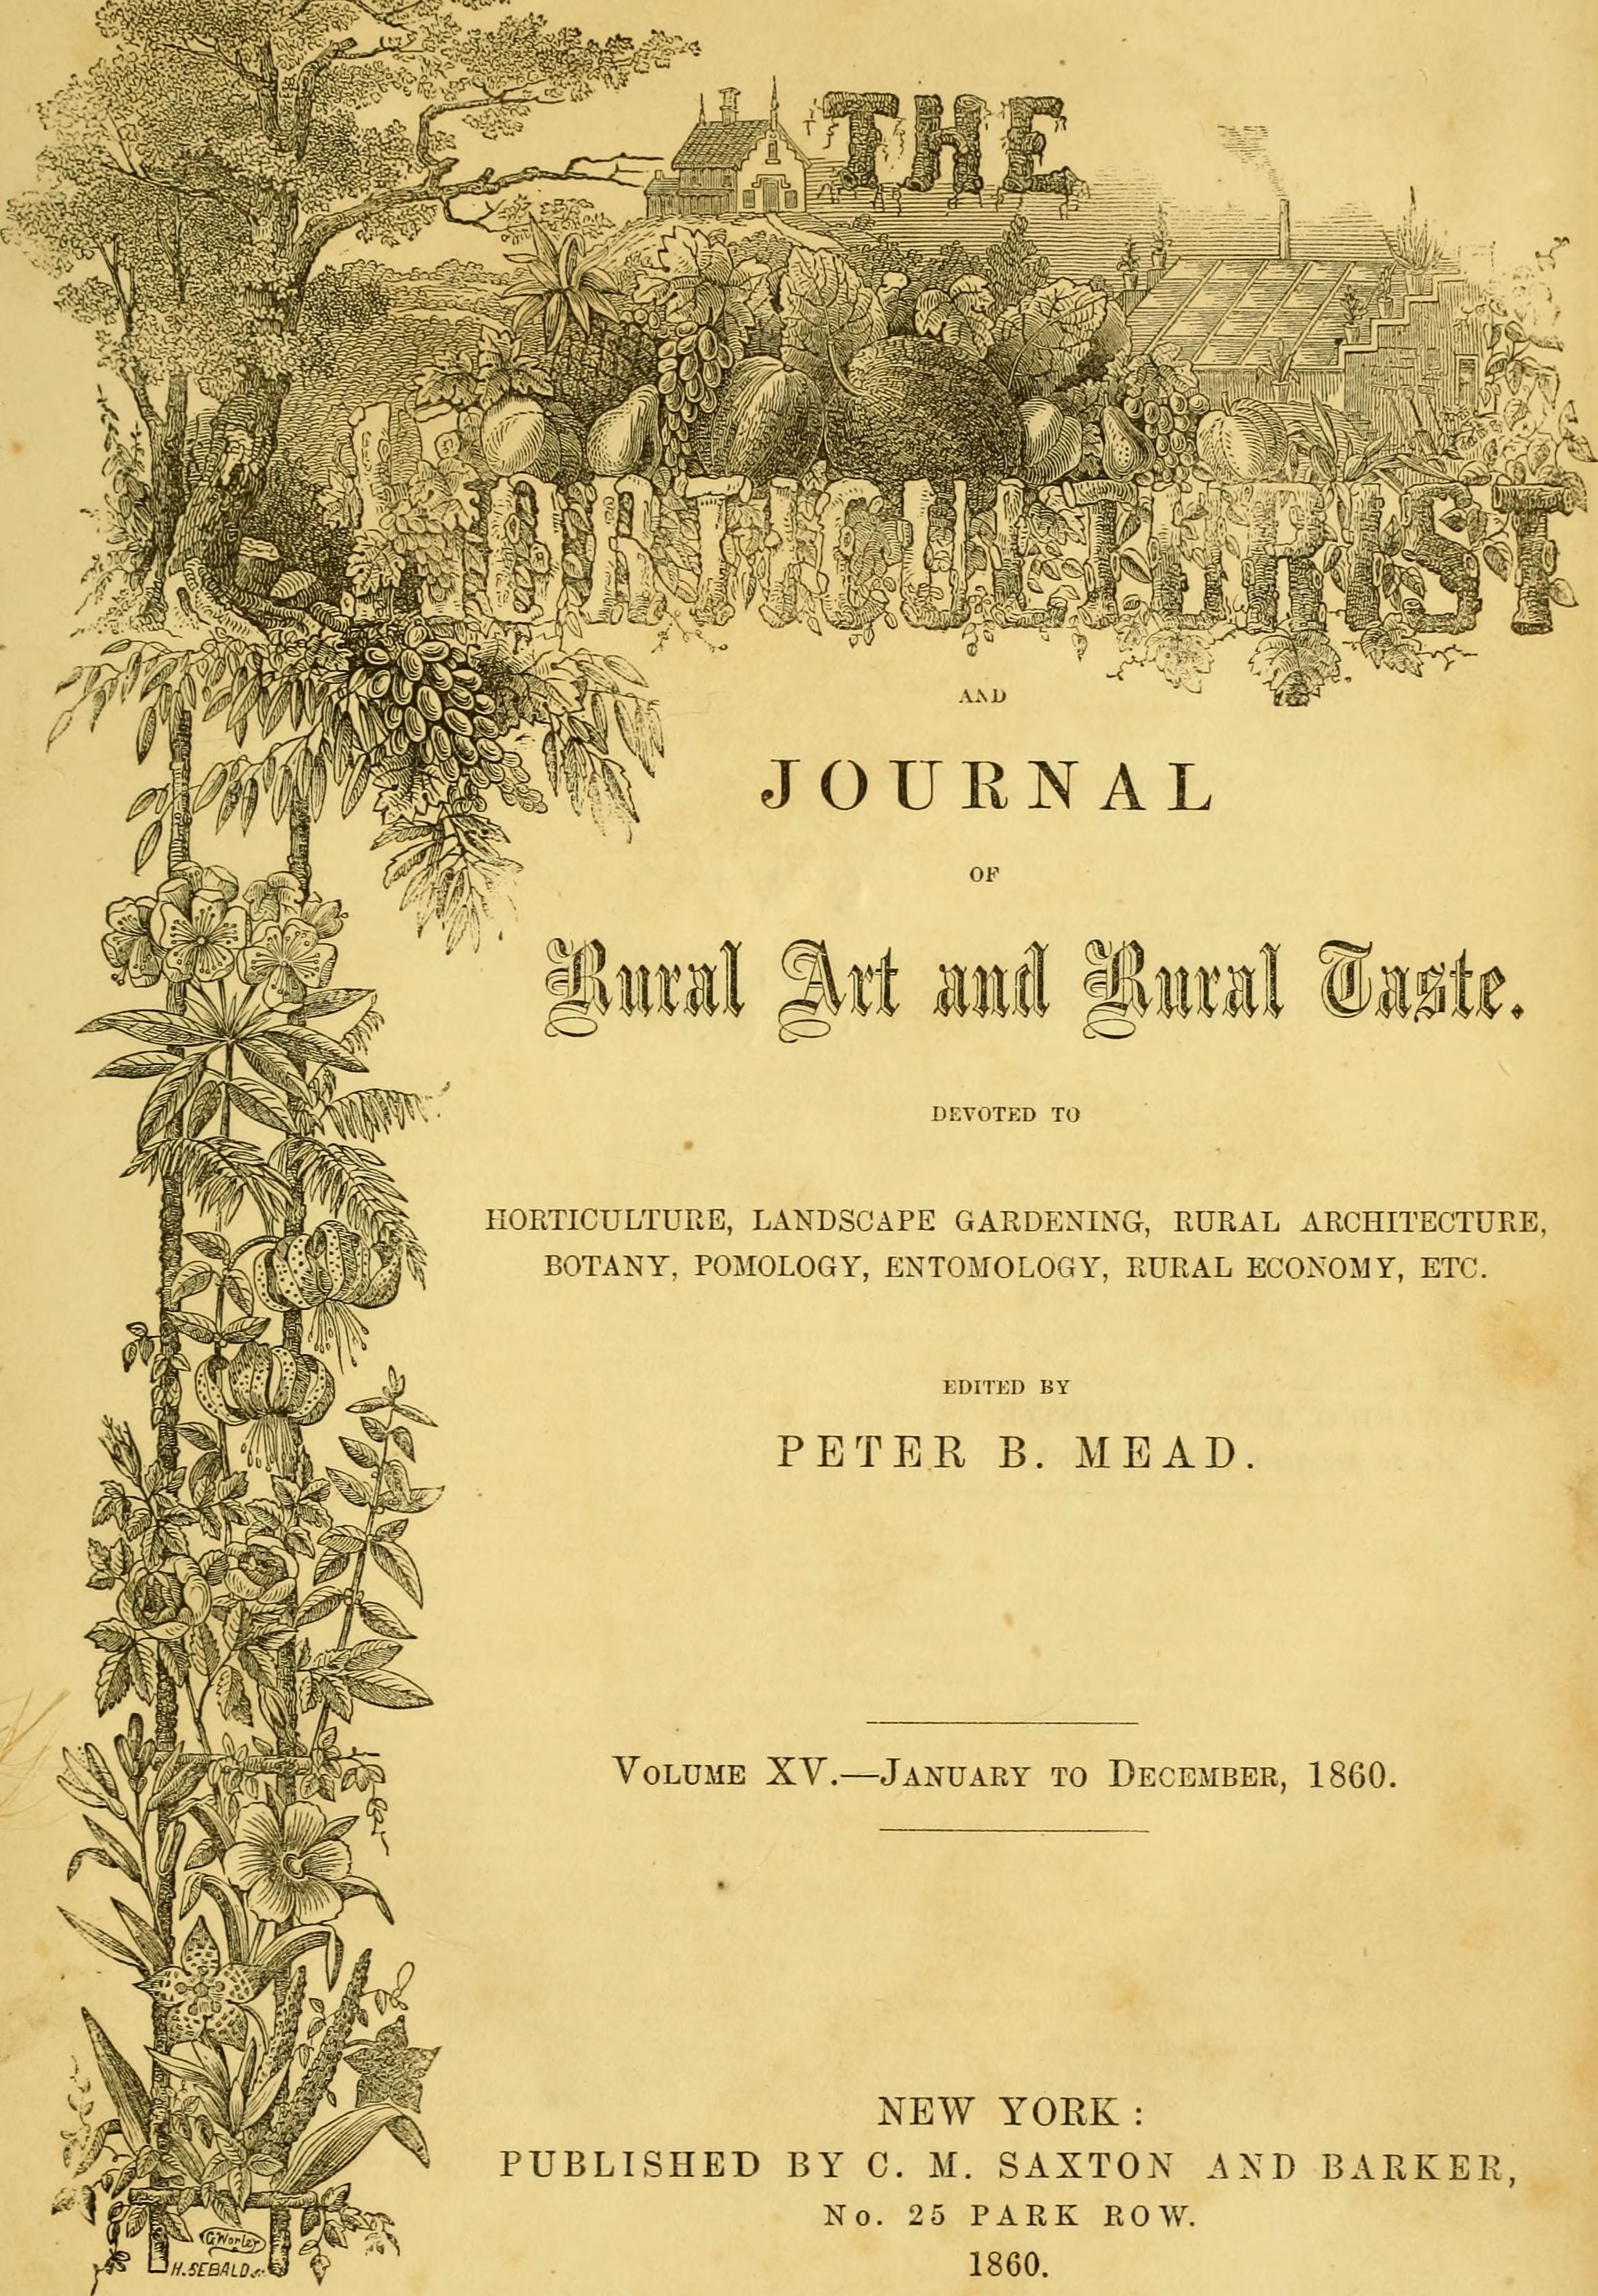 THE
HORTICULTURIST
AND
JOURNAL
OF
Rural Art and Rural Taste.
DEVOTED TO
HORTICULTURE, LANDSCAPE GARDENING, RURAL ARCHITECTURE,
BOTANY, POMOLOGY, ENTOMOLOGY, RURAL ECONOMY, ETC.
EDITED BY
PETER B. MEAD.
VOLUME XV.—JANUARY TO DECEMBER, 1860.
NEW YORK:
PUBLISHED BY C. M. SAXTON AND BARKER,
No. 25 PARK ROW.
1860.
H. SEBALD